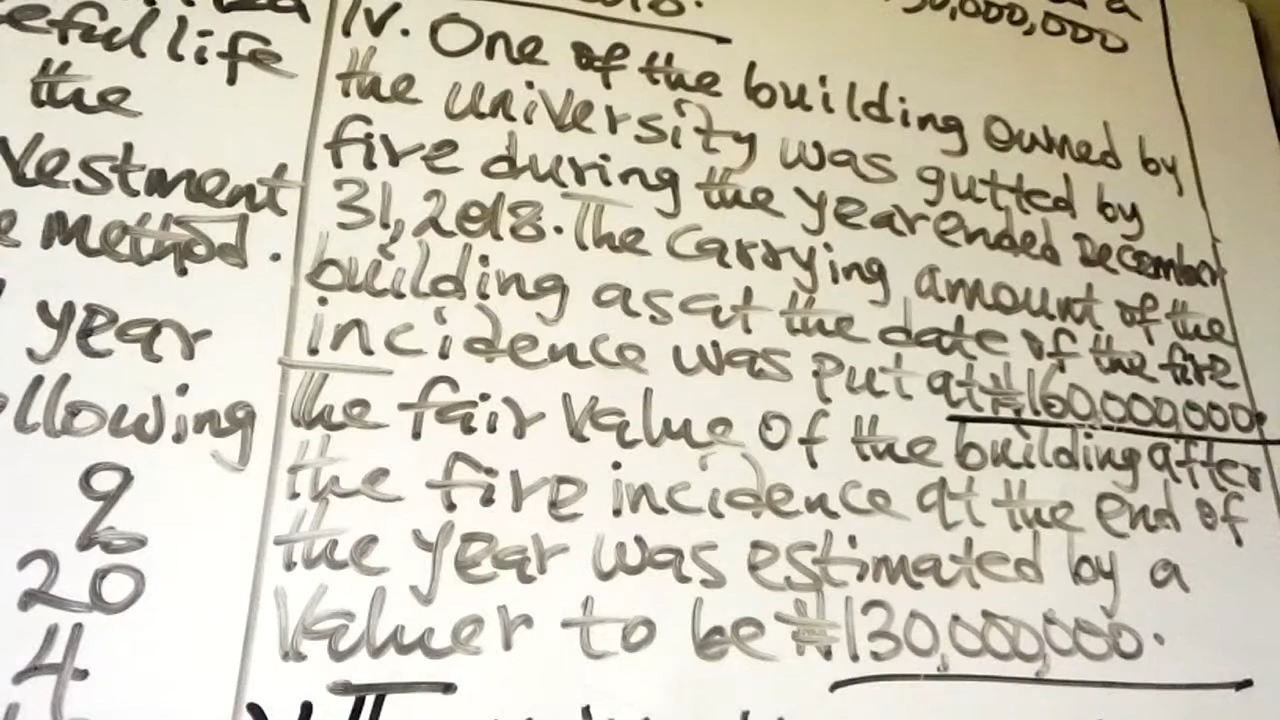 eful life
the
vestment
method.
year
llowing
2
20
4
IV. One of the building owned by
the university was gutted by
fire during the year ended December
31, 2018. The carrying amount of the
building as at the date of the fire
incidence was put at ₦160,000,000.
The fair value of the building after
the fire incidence at the end of
the year was estimated by a
Valuer to be ₦130,000,000.